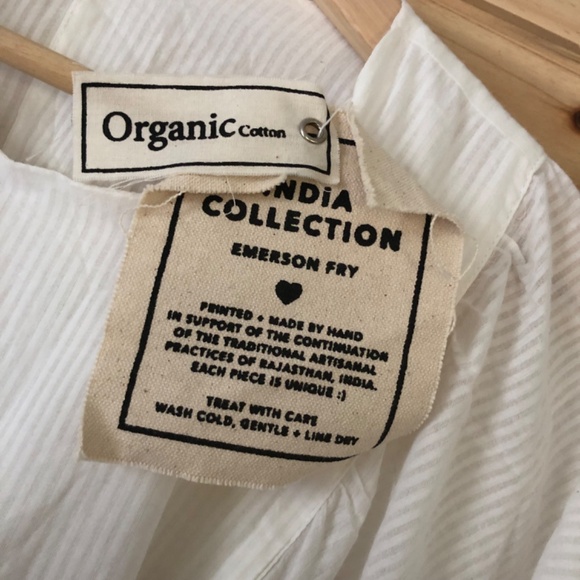 Organic Cotton
INDiA
COLLECTION
EMERSON FRY
PRINTED + MADE BY HAND
IN SUPPORT OF THE CONTINUATION
OF THE TRADITIONAL ARTISANAL
PRACTICES OF RAJASTHAN, INDIA.
EACH PIECE IS UNIQUE :)
TREAT WITH CARE
WASH COLD, GENTLE + LINE DRY